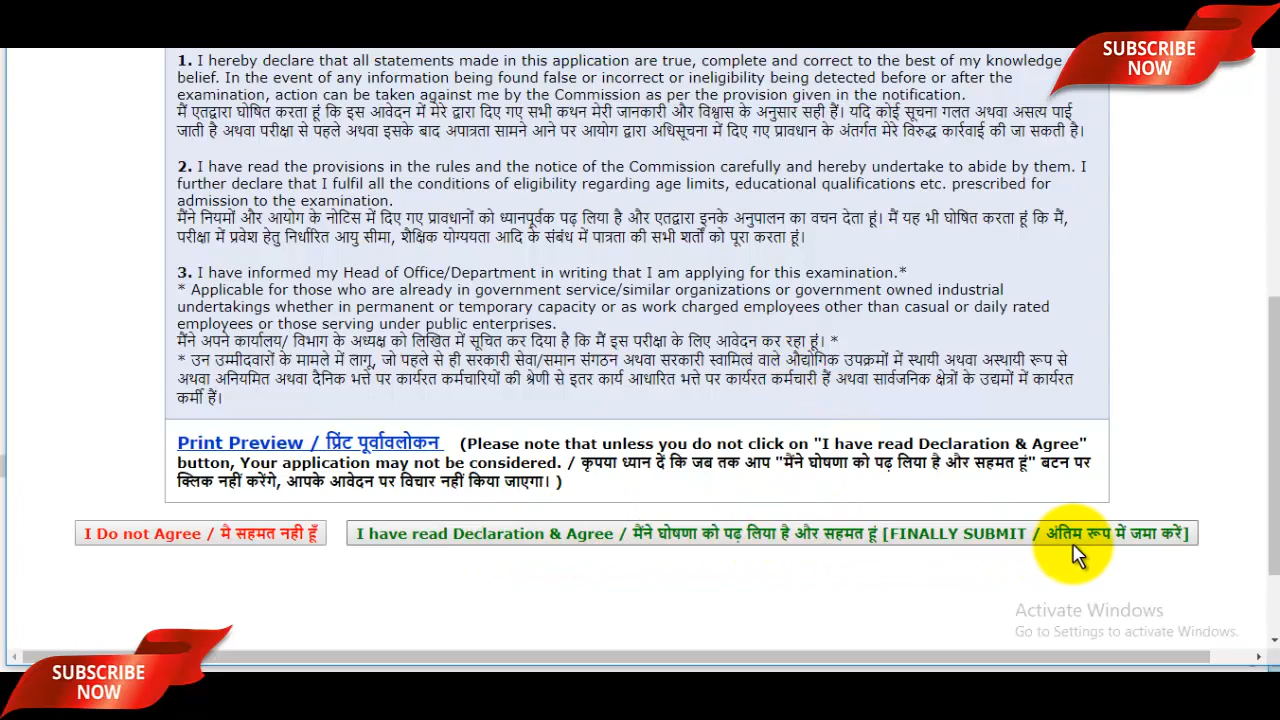 SUBSCRIBE
NOW
1. I hereby declare that all statements made in this application are true, complete and correct to the best of my knowledge
belief. In the event of any information being found false or incorrect or ineligibility being detected before or after the
examination, action can be taken against me by the Commission as per the provision given in the notification.
मैं एतद्वारा घोषित करता हूं कि इस आवेदन में मेरे द्वारा दिए गए सभी कथन मेरी जानकारी और विश्वास के अनुसार सही हैं। यदि कोई सूचना गलत अथवा असत्य पाई
जाती है अथवा परीक्षा से पहले अथवा इसके बाद अपात्रता सामने आने पर आयोग द्वारा अधिसूचना में दिए गए प्रावधान के अंतर्गत मेरे विरुद्ध कार्रवाई की जा सकती है।
2. I have read the provisions in the rules and the notice of the Commission carefully and hereby undertake to abide by them. I
further declare that I fulfil all the conditions of eligibility regarding age limits, educational qualifications etc. prescribed for
admission to the examination.
मैंने नियमों और आयोग के नोटिस में दिए गए प्रावधानों को ध्यानपूर्वक पढ़ लिया है और एतद्वारा इनके अनुपालन का वचन देता हूं। मैं यह भी घोषित करता हूं कि मैं,
परीक्षा में प्रवेश हेतु निर्धारित आयु सीमा, शैक्षिक योग्ययता आदि के संबंध में पात्रता की सभी शर्तों को पूरा करता हूं।
3. I have informed my Head of Office/Department in writing that I am applying for this examination.*
* Applicable for those who are already in government service/similar organizations or government owned industrial
undertakings whether in permanent or temporary capacity or as work charged employees other than casual or daily rated
employees or those serving under public enterprises.
मैंने अपने कार्यालय/ विभाग के अध्यक्ष को लिखित में सूचित कर दिया है कि मैं इस परीक्षा के लिए आवेदन कर रहा हूं। *
* उन उम्मीदवारों के मामले में लागू, जो पहले से ही सरकारी सेवा/समान संगठन अथवा सरकारी स्वामित्वं वाले औद्योगिक उपक्रमों में स्थायी अथवा अस्थायी रूप से
अथवा अनियमित अथवा दैनिक भत्ते पर कार्यरत कर्मचारियों की श्रेणी से इतर कार्य आधारित भत्ते पर कार्यरत कर्मचारी हैं अथवा सार्वजनिक क्षेत्रों के उद्यमों में कार्यरत
कर्मी हैं।
Print Preview / प्रिंट पूर्वावलोकन (Please note that unless you do not click on "I have read Declaration & Agree"
button, Your application may not be considered. / कृपया ध्यान दें कि जब तक आप "मैंने घोषणा को पढ़ लिया है और सहमत हूं" बटन पर
क्लिक नहीं करेंगे, आपके आवेदन पर विचार नहीं किया जाएगा। )
I Do not Agree / मै सहमत नही हूँ
I have read Declaration & Agree / मैंने घोषणा को पढ़ लिया है और सहमत हूं [FINALLY SUBMIT / अंतिम रूप में जमा करें]
Activate Windows
Go to Settings to activate Windows.
SUBSCRIBE
NOW